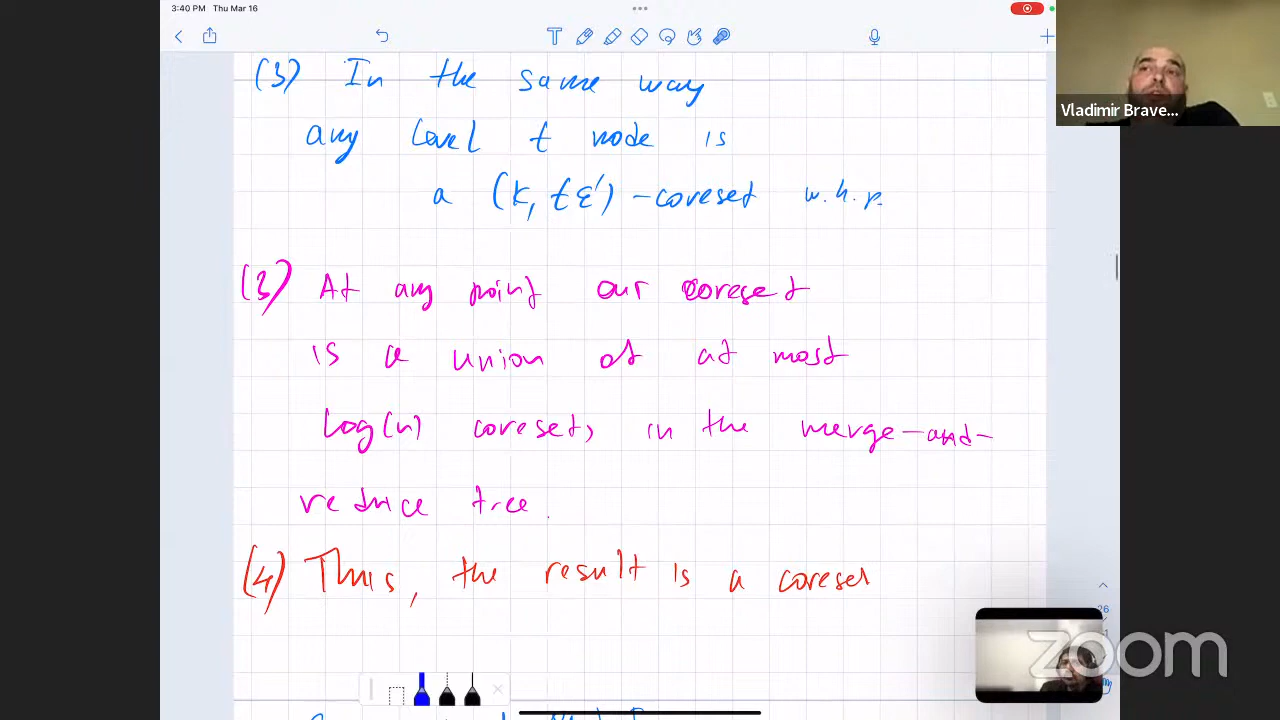 3:40 PM Thu Mar 16
(3) In the same way
any level t node is
a (k, tε')-coreset w.h.p.
(3) At any point our coreset
is a union of at most
log(n) coresets in the merge-and-
reduce tree.
(4) Thus, the result is a coreset
Vladimir Brave...
26
zoom